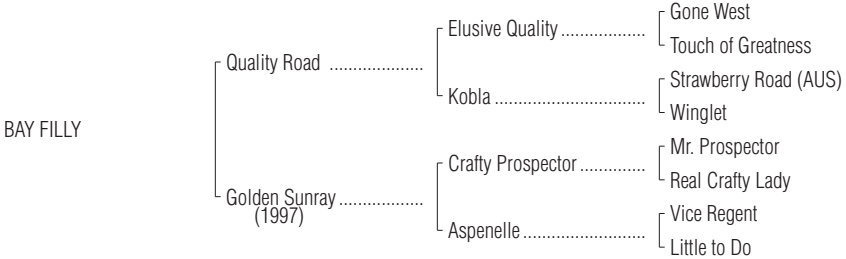 Gone West
Elusive Quality ...................
Touch of Greatness
Quality Road ....................
Strawberry Road (AUS)
Kobla ..................................
Winglet
BAY FILLY
Mr. Prospector
Crafty Prospector ...............
Real Crafty Lady
Golden Sunray ...................
(1997)
Vice Regent
Aspenelle ............................
Little to Do